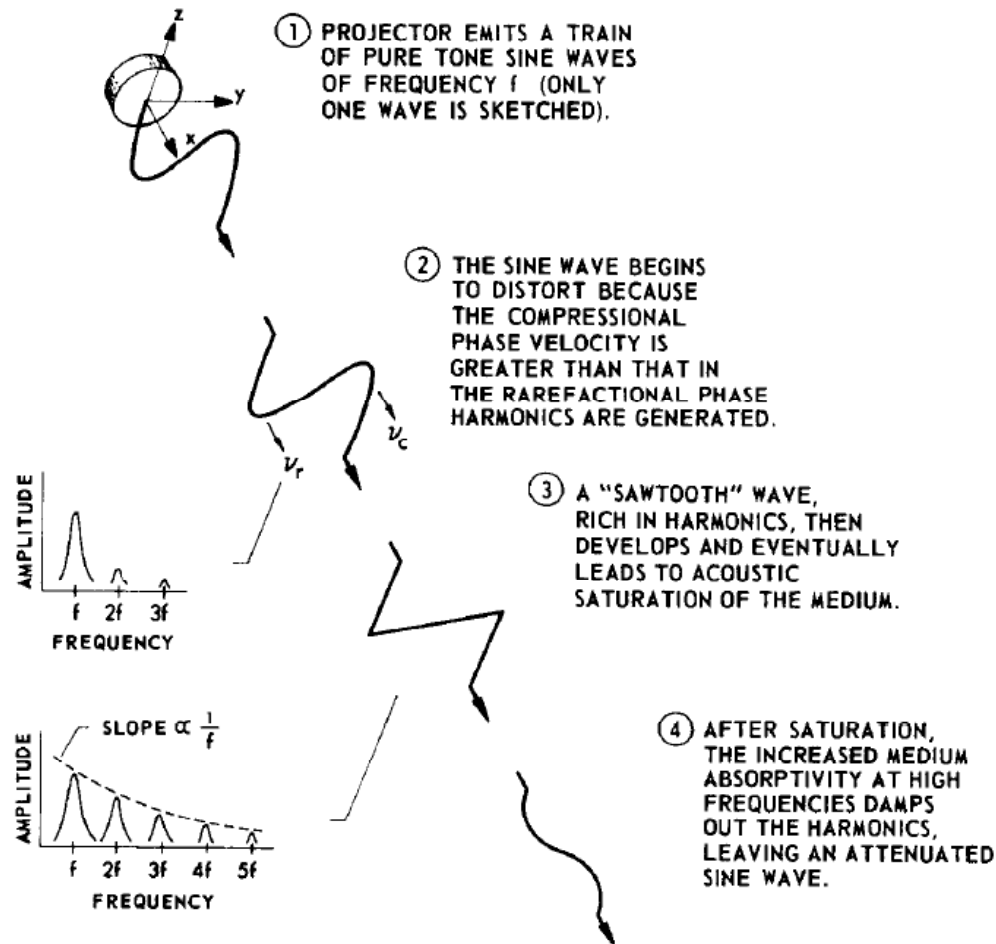 z
y
x
① PROJECTOR EMITS A TRAIN
OF PURE TONE SINE WAVES
OF FREQUENCY f (ONLY
ONE WAVE IS SKETCHED).
② THE SINE WAVE BEGINS
TO DISTORT BECAUSE
THE COMPRESSIONAL
PHASE VELOCITY IS
GREATER THAN THAT IN
THE RAREFACTIONAL PHASE
HARMONICS ARE GENERATED.
νc
νr
AMPLITUDE
f 2f 3f
FREQUENCY
③ A "SAWTOOTH" WAVE,
RICH IN HARMONICS, THEN
DEVELOPS AND EVENTUALLY
LEADS TO ACOUSTIC
SATURATION OF THE MEDIUM.
SLOPE ∝ 1/f
AMPLITUDE
f 2f 3f 4f 5f
FREQUENCY
④ AFTER SATURATION,
THE INCREASED MEDIUM
ABSORPTIVITY AT HIGH
FREQUENCIES DAMPS
OUT THE HARMONICS,
LEAVING AN ATTENUATED
SINE WAVE.